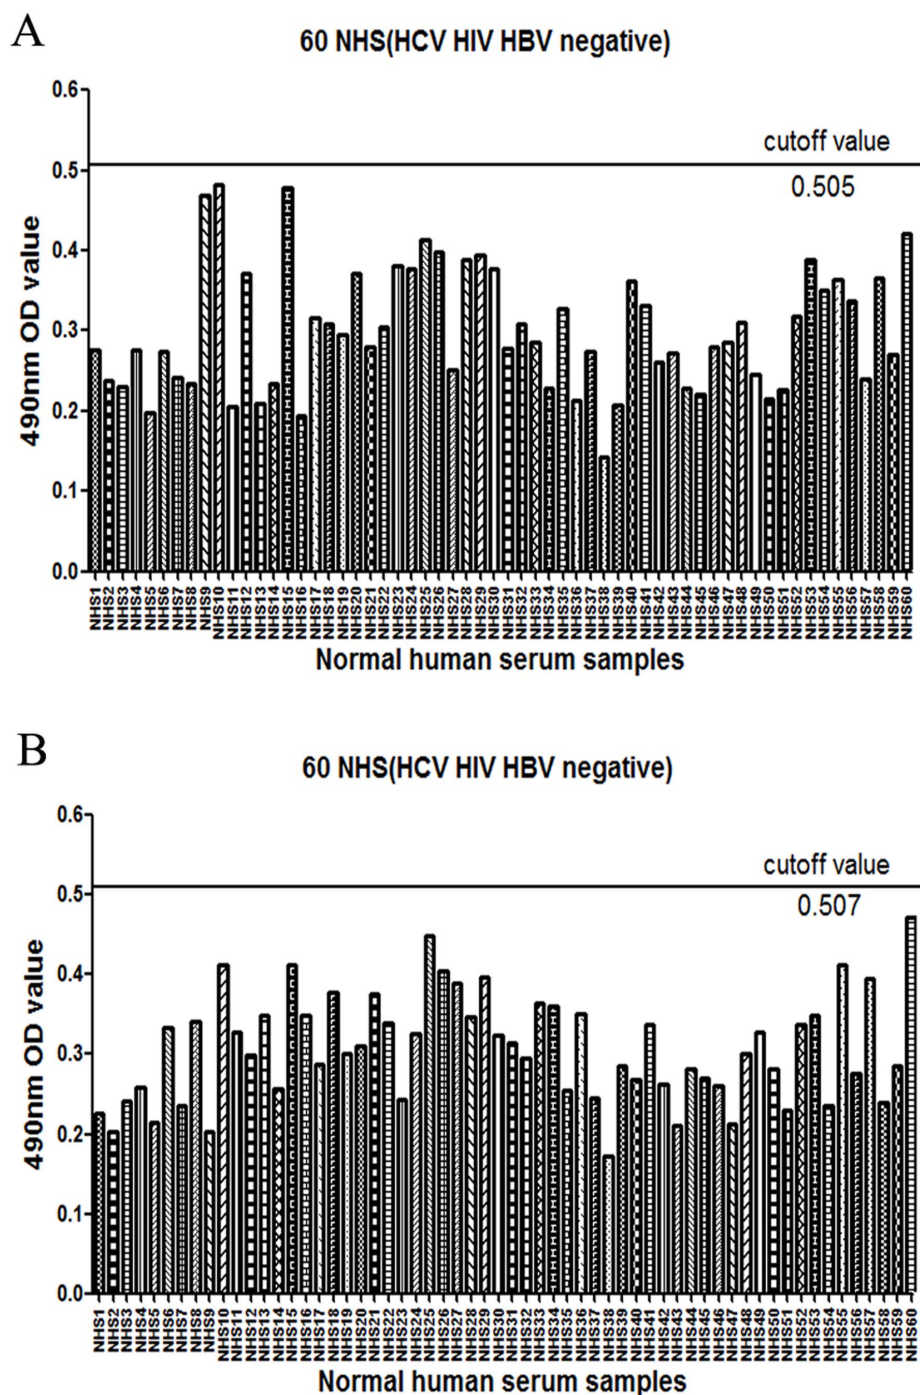 A
60 NHS(HCV HIV HBV negative)
0.6
cutoff value
0.5
0.505
0.4
0.3
0.2
0.1
0.0
490nm OD value
NHS1 NHS2 NHS3 NHS4 NHS5 NHS6 NHS7 NHS8 NHS9 NHS10 NHS11 NHS12 NHS13 NHS14 NHS15 NHS16 NHS17 NHS18 NHS19 NHS20 NHS21 NHS22 NHS23 NHS24 NHS25 NHS26 NHS27 NHS28 NHS29 NHS30 NHS31 NHS32 NHS33 NHS34 NHS35 NHS36 NHS37 NHS38 NHS39 NHS40 NHS41 NHS42 NHS43 NHS44 NHS45 NHS46 NHS47 NHS48 NHS49 NHS50 NHS51 NHS52 NHS53 NHS54 NHS55 NHS56 NHS57 NHS58 NHS59 NHS60
Normal human serum samples
B
60 NHS(HCV HIV HBV negative)
0.6
cutoff value
0.5
0.507
0.4
0.3
0.2
0.1
0.0
490nm OD value
NHS1 NHS2 NHS3 NHS4 NHS5 NHS6 NHS7 NHS8 NHS9 NHS10 NHS11 NHS12 NHS13 NHS14 NHS15 NHS16 NHS17 NHS18 NHS19 NHS20 NHS21 NHS22 NHS23 NHS24 NHS25 NHS26 NHS27 NHS28 NHS29 NHS30 NHS31 NHS32 NHS33 NHS34 NHS35 NHS36 NHS37 NHS38 NHS39 NHS40 NHS41 NHS42 NHS43 NHS44 NHS45 NHS46 NHS47 NHS48 NHS49 NHS50 NHS51 NHS52 NHS53 NHS54 NHS55 NHS56 NHS57 NHS58 NHS59 NHS60
Normal human serum samples